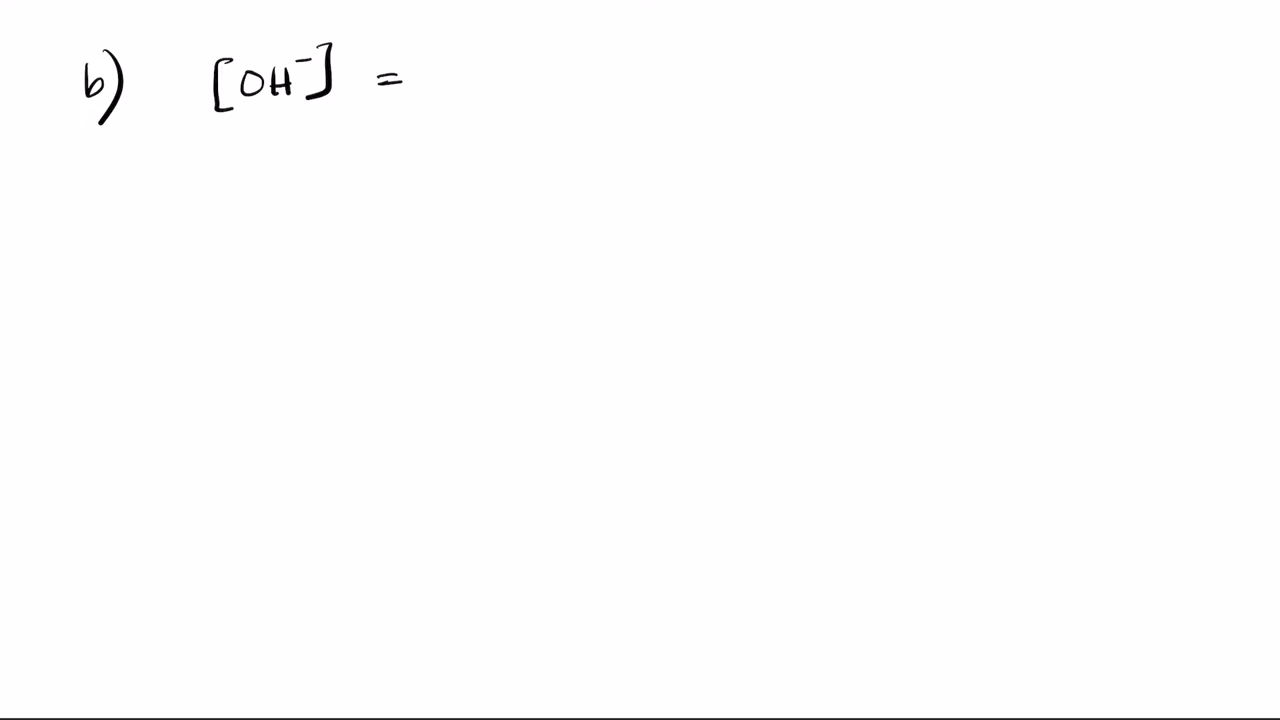 b) [OH⁻] =